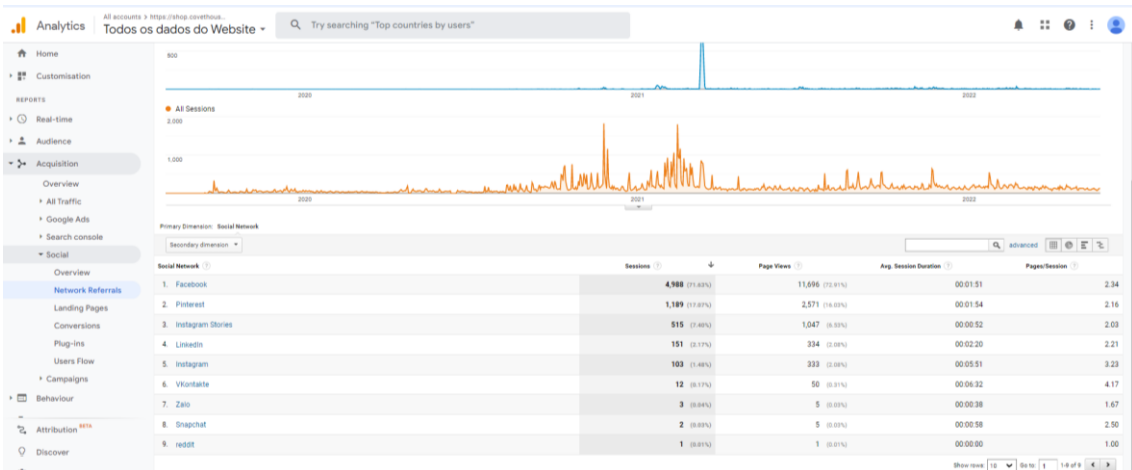 All accounts > https://shop.covethous...
Analytics
Todos os dados do Website
Try searching "Top countries by users"
Home
Customisation
REPORTS
Real-time
Audience
Acquisition
Overview
All Traffic
Google Ads
Search console
Social
Overview
Network Referrals
Landing Pages
Conversions
Plug-ins
Users Flow
Campaigns
Behaviour
Attribution BETA
Discover
800
2020 2021 2022
All Sessions
2,000
1,000
2020 2021 2022
Primary Dimension: Social Network
Secondary dimension
advanced
Social Network Sessions Page Views Avg. Session Duration Pages/Session
1. Facebook 4,988 (71.63%) 11,696 (72.91%) 00:01:51 2.34
2. Pinterest 1,189 (17.07%) 2,571 (16.03%) 00:01:54 2.16
3. Instagram Stories 515 (7.40%) 1,047 (6.53%) 00:00:52 2.03
4. LinkedIn 151 (2.17%) 334 (2.08%) 00:02:20 2.21
5. Instagram 103 (1.48%) 333 (2.08%) 00:05:51 3.23
6. VKontakte 12 (0.17%) 50 (0.31%) 00:06:32 4.17
7. Zalo 3 (0.04%) 5 (0.03%) 00:00:38 1.67
8. Snapchat 2 (0.03%) 5 (0.03%) 00:00:58 2.50
9. reddit 1 (0.01%) 1 (0.01%) 00:00:00 1.00
Show rows: 10 Go to: 1 1-9 of 9